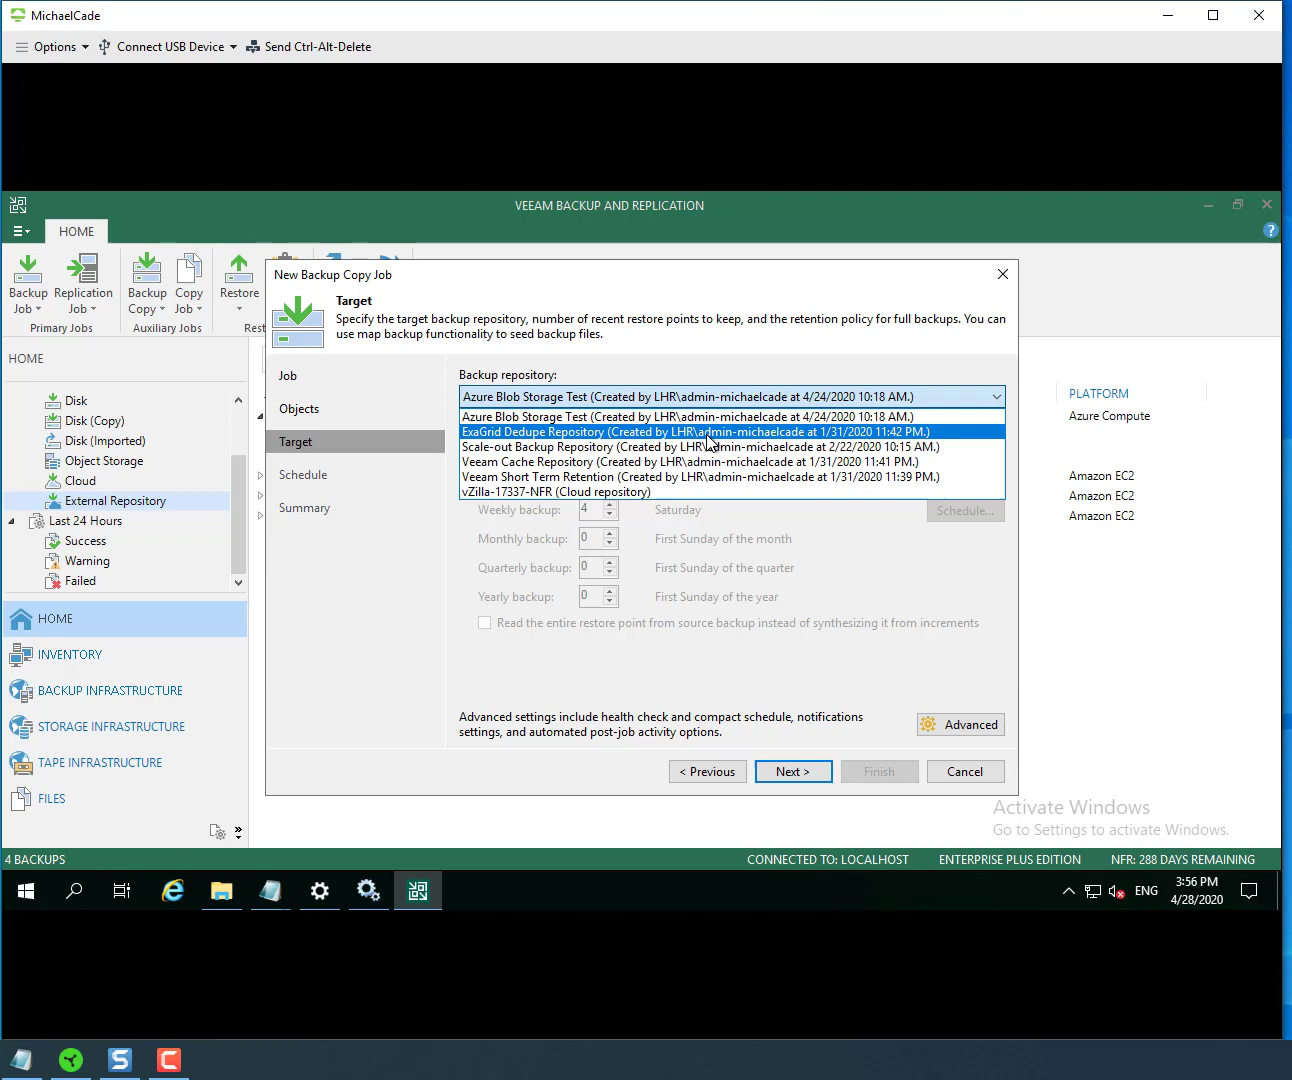 MichaelCade
Options
Connect USB Device
Send Ctrl-Alt-Delete
VEEAM BACKUP AND REPLICATION
HOME
Backup
Job
Replication
Job
Backup
Copy
Copy
Job
Restore
Primary Jobs
Auxiliary Jobs
Rest
HOME
Disk
Disk (Copy)
Disk (Imported)
Object Storage
Cloud
External Repository
Last 24 Hours
Success
Warning
Failed
HOME
INVENTORY
BACKUP INFRASTRUCTURE
STORAGE INFRASTRUCTURE
TAPE INFRASTRUCTURE
FILES
New Backup Copy Job
Target
Specify the target backup repository, number of recent restore points to keep, and the retention policy for full backups. You can
use map backup functionality to seed backup files.
Job
Objects
Target
Schedule
Summary
Backup repository:
Azure Blob Storage Test (Created by LHR\admin-michaelcade at 4/24/2020 10:18 AM.)
Azure Blob Storage Test (Created by LHR\admin-michaelcade at 4/24/2020 10:18 AM.)
ExaGrid Dedupe Repository (Created by LHR\admin-michaelcade at 1/31/2020 11:42 PM.)
Scale-out Backup Repository (Created by LHR\admin-michaelcade at 2/22/2020 10:15 AM.)
Veeam Cache Repository (Created by LHR\admin-michaelcade at 1/31/2020 11:41 PM.)
Veeam Short Term Retention (Created by LHR\admin-michaelcade at 1/31/2020 11:39 PM.)
vZilla-17337-NFR (Cloud repository)
Weekly backup: 4 Saturday Schedule...
Monthly backup: 0 First Sunday of the month
Quarterly backup: 0 First Sunday of the quarter
Yearly backup: 0 First Sunday of the year
Read the entire restore point from source backup instead of synthesizing it from increments
Advanced settings include health check and compact schedule, notifications
settings, and automated post-job activity options.
Advanced
< Previous
Next >
Finish
Cancel
PLATFORM
Azure Compute
Amazon EC2
Amazon EC2
Amazon EC2
Activate Windows
Go to Settings to activate Windows.
4 BACKUPS
CONNECTED TO: LOCALHOST
ENTERPRISE PLUS EDITION
NFR: 288 DAYS REMAINING
ENG
3:56 PM
4/28/2020